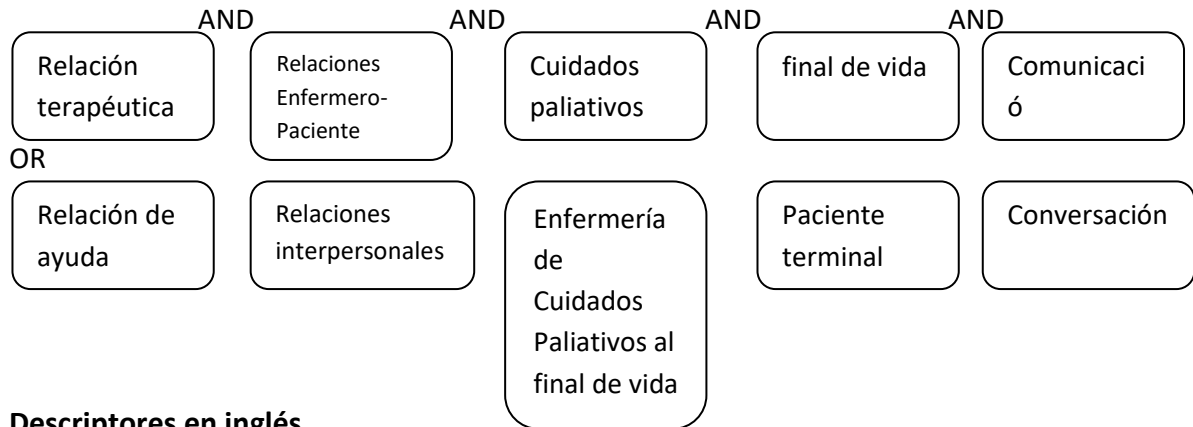 AND AND AND AND
Relación
terapéutica
Relaciones
Enfermero-
Paciente
Cuidados
paliativos
final de vida
Comunicaci
ó
OR
Relación de
ayuda
Relaciones
interpersonales
Enfermería
de
Cuidados
Paliativos al
final de vida
Paciente
terminal
Conversación
Descriptores en inglés